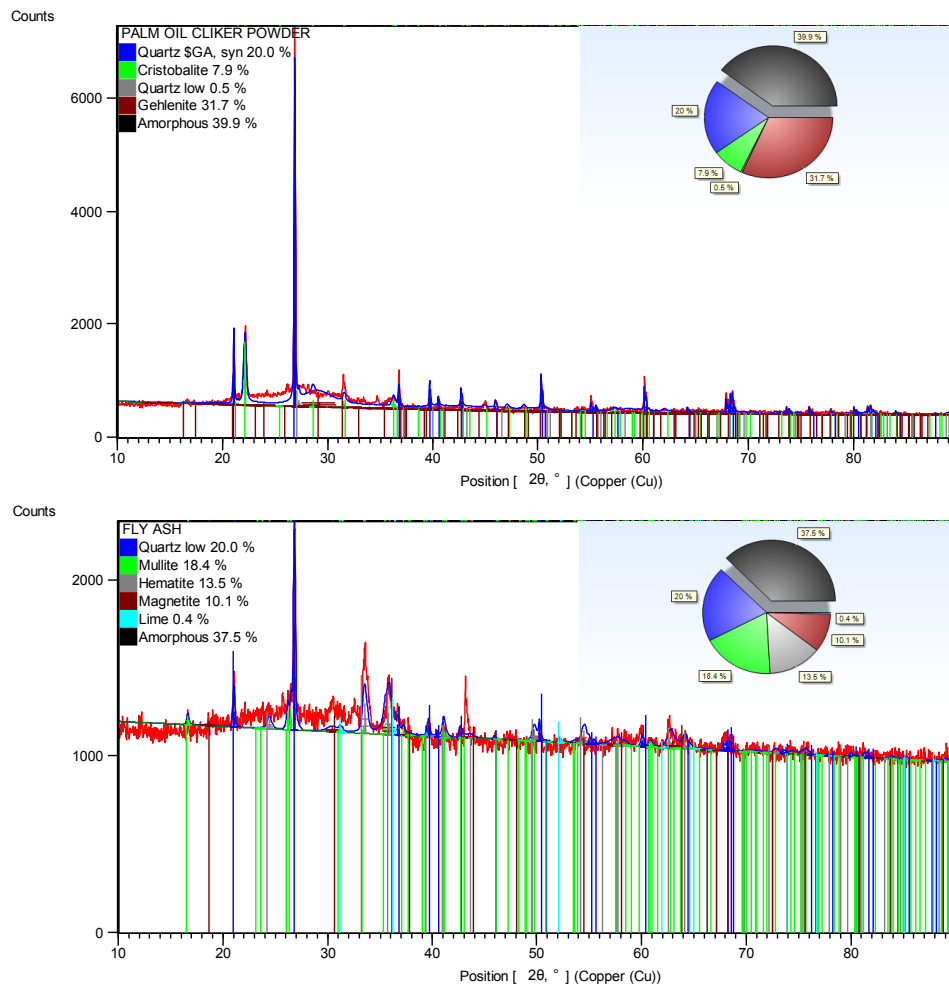 Counts
PALM OIL CLIKER POWDER
Quartz $GA, syn 20.0 %
Cristobalite 7.9 %
Quartz low 0.5 %
Gehlenite 31.7 %
Amorphous 39.9 %
39.9 %
20 %
7.9 %
0.5 %
31.7 %
6000
4000
2000
0
10 20 30 40 50 60 70 80
Position [ 2θ, ° ] (Copper (Cu))
Counts
FLY ASH
Quartz low 20.0 %
Mullite 18.4 %
Hematite 13.5 %
Magnetite 10.1 %
Lime 0.4 %
Amorphous 37.5 %
37.5 %
20 %
0.4 %
10.1 %
18.4 %
13.5 %
2000
1000
0
10 20 30 40 50 60 70 80
Position [ 2θ, ° ] (Copper (Cu))